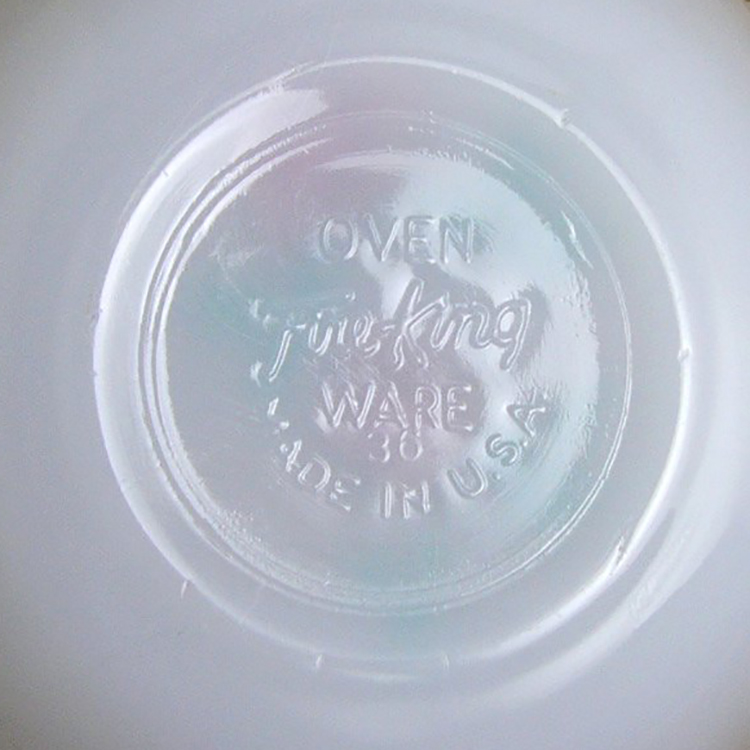 OVEN
Fire-King
WARE
36
MADE IN U.S.A.